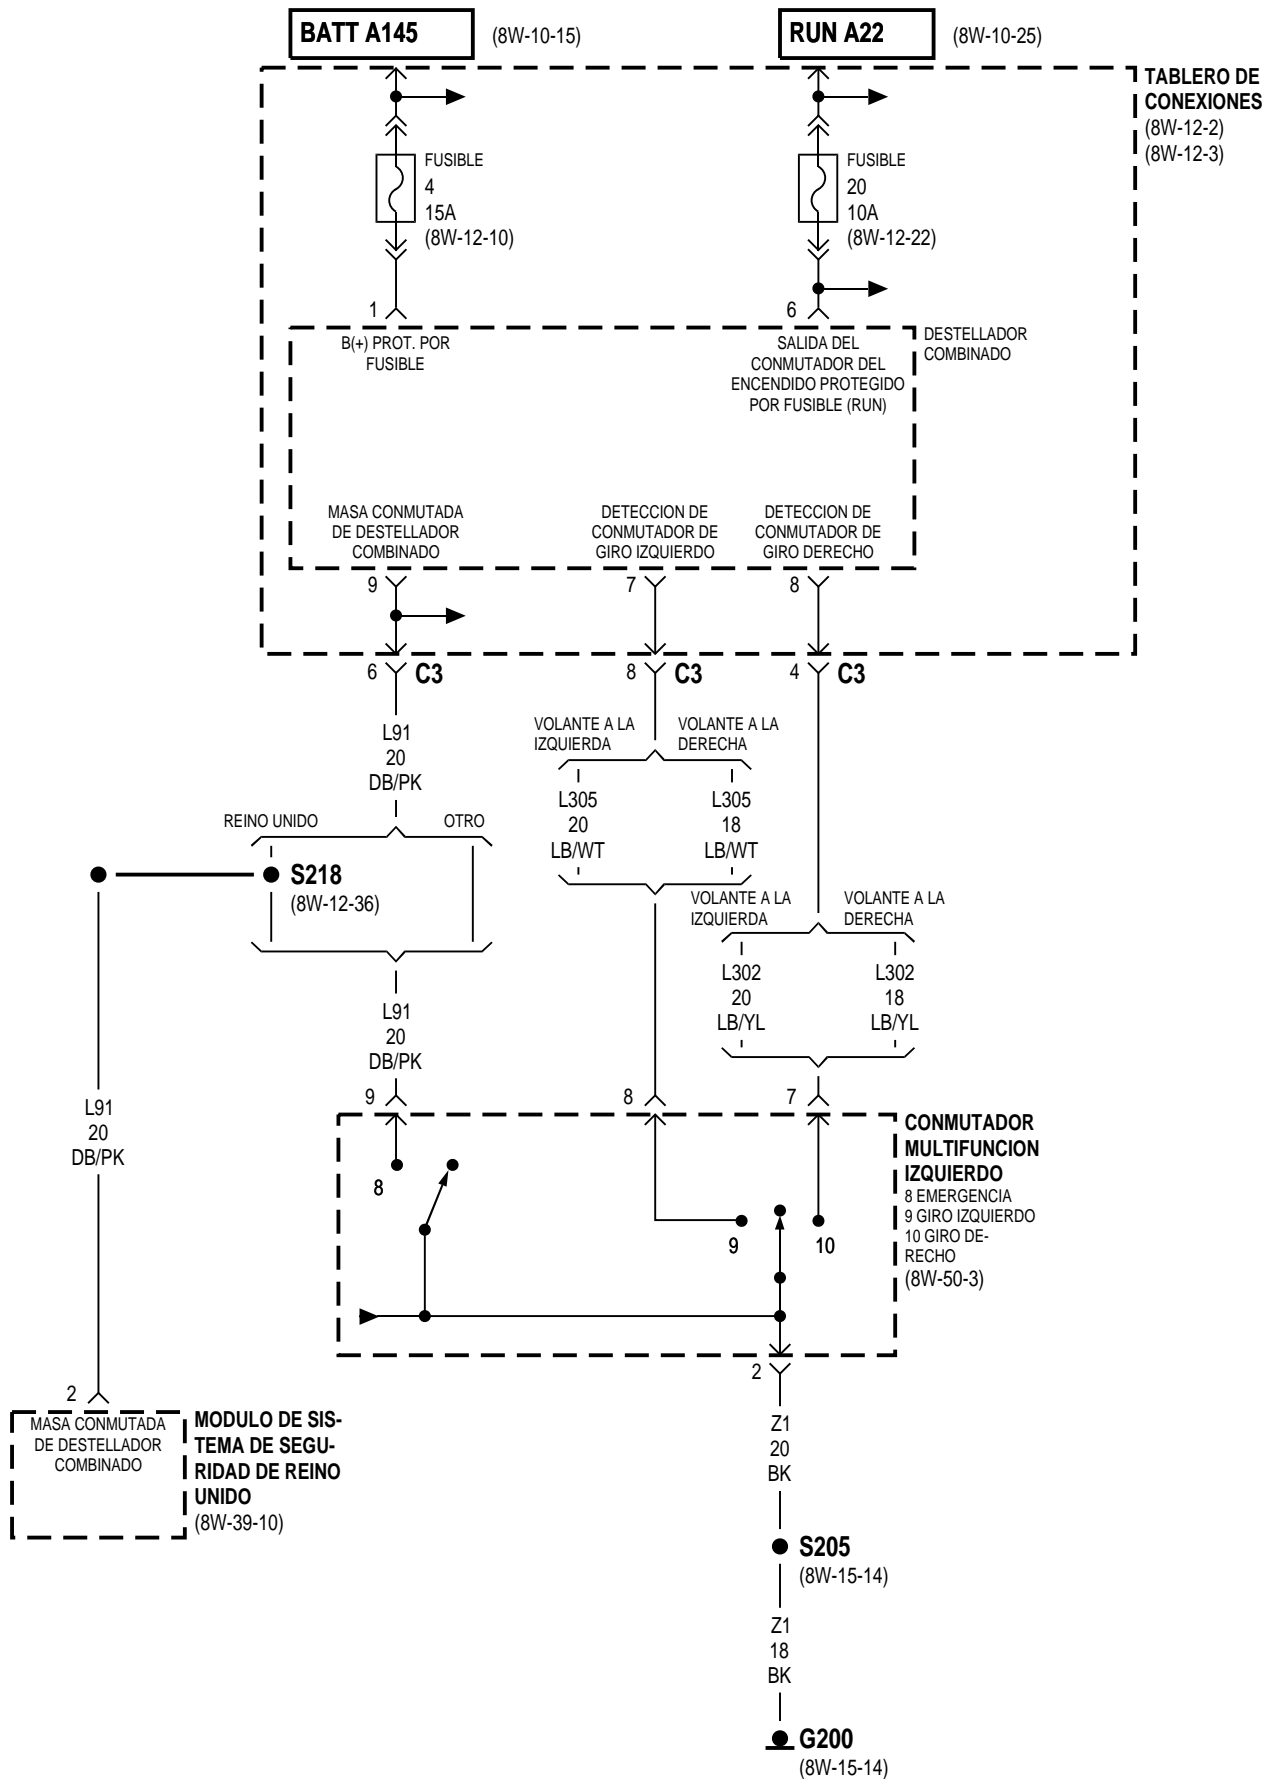 BATT A145
(8W-10-15)
RUN A22
(8W-10-25)
TABLERO DE
CONEXIONES
(8W-12-2)
(8W-12-3)
FUSIBLE
4
15A
(8W-12-10)
FUSIBLE
20
10A
(8W-12-22)
1
6
B(+) PROT. POR
FUSIBLE
SALIDA DEL
CONMUTADOR DEL
ENCENDIDO PROTEGIDO
POR FUSIBLE (RUN)
DESTELLADOR
COMBINADO
MASA CONMUTADA
DE DESTELLADOR
COMBINADO
DETECCION DE
CONMUTADOR DE
GIRO IZQUIERDO
DETECCION DE
CONMUTADOR DE
GIRO DERECHO
9
7
8
6
C3
8
C3
4
C3
L91
20
DB/PK
VOLANTE A LA
IZQUIERDA
VOLANTE A LA
DERECHA
L305
20
LB/WT
L305
18
LB/WT
REINO UNIDO
OTRO
S218
(8W-12-36)
VOLANTE A LA
IZQUIERDA
VOLANTE A LA
DERECHA
L302
20
LB/YL
L302
18
LB/YL
L91
20
DB/PK
9
8
7
L91
20
DB/PK
8
9
10
CONMUTADOR
MULTIFUNCION
IZQUIERDO
8 EMERGENCIA
9 GIRO IZQUIERDO
10 GIRO DE-
RECHO
(8W-50-3)
2
2
MASA CONMUTADA
DE DESTELLADOR
COMBINADO
MODULO DE SIS-
TEMA DE SEGU-
RIDAD DE REINO
UNIDO
(8W-39-10)
Z1
20
BK
S205
(8W-15-14)
Z1
18
BK
G200
(8W-15-14)